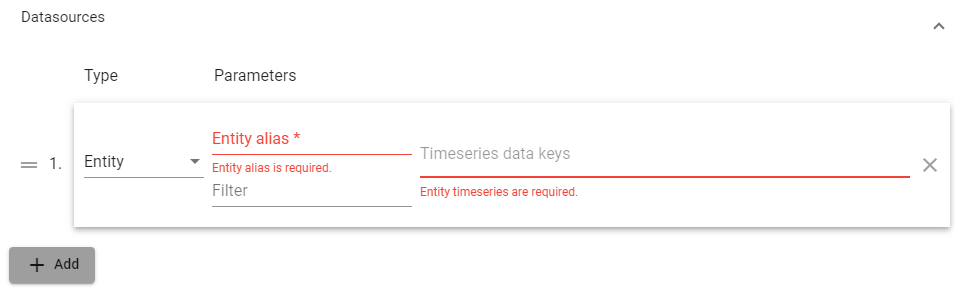 Datasources
Type Parameters
1. Entity
Entity alias *
Entity alias is required.
Filter
Timeseries data keys
Entity timeseries are required.
Add